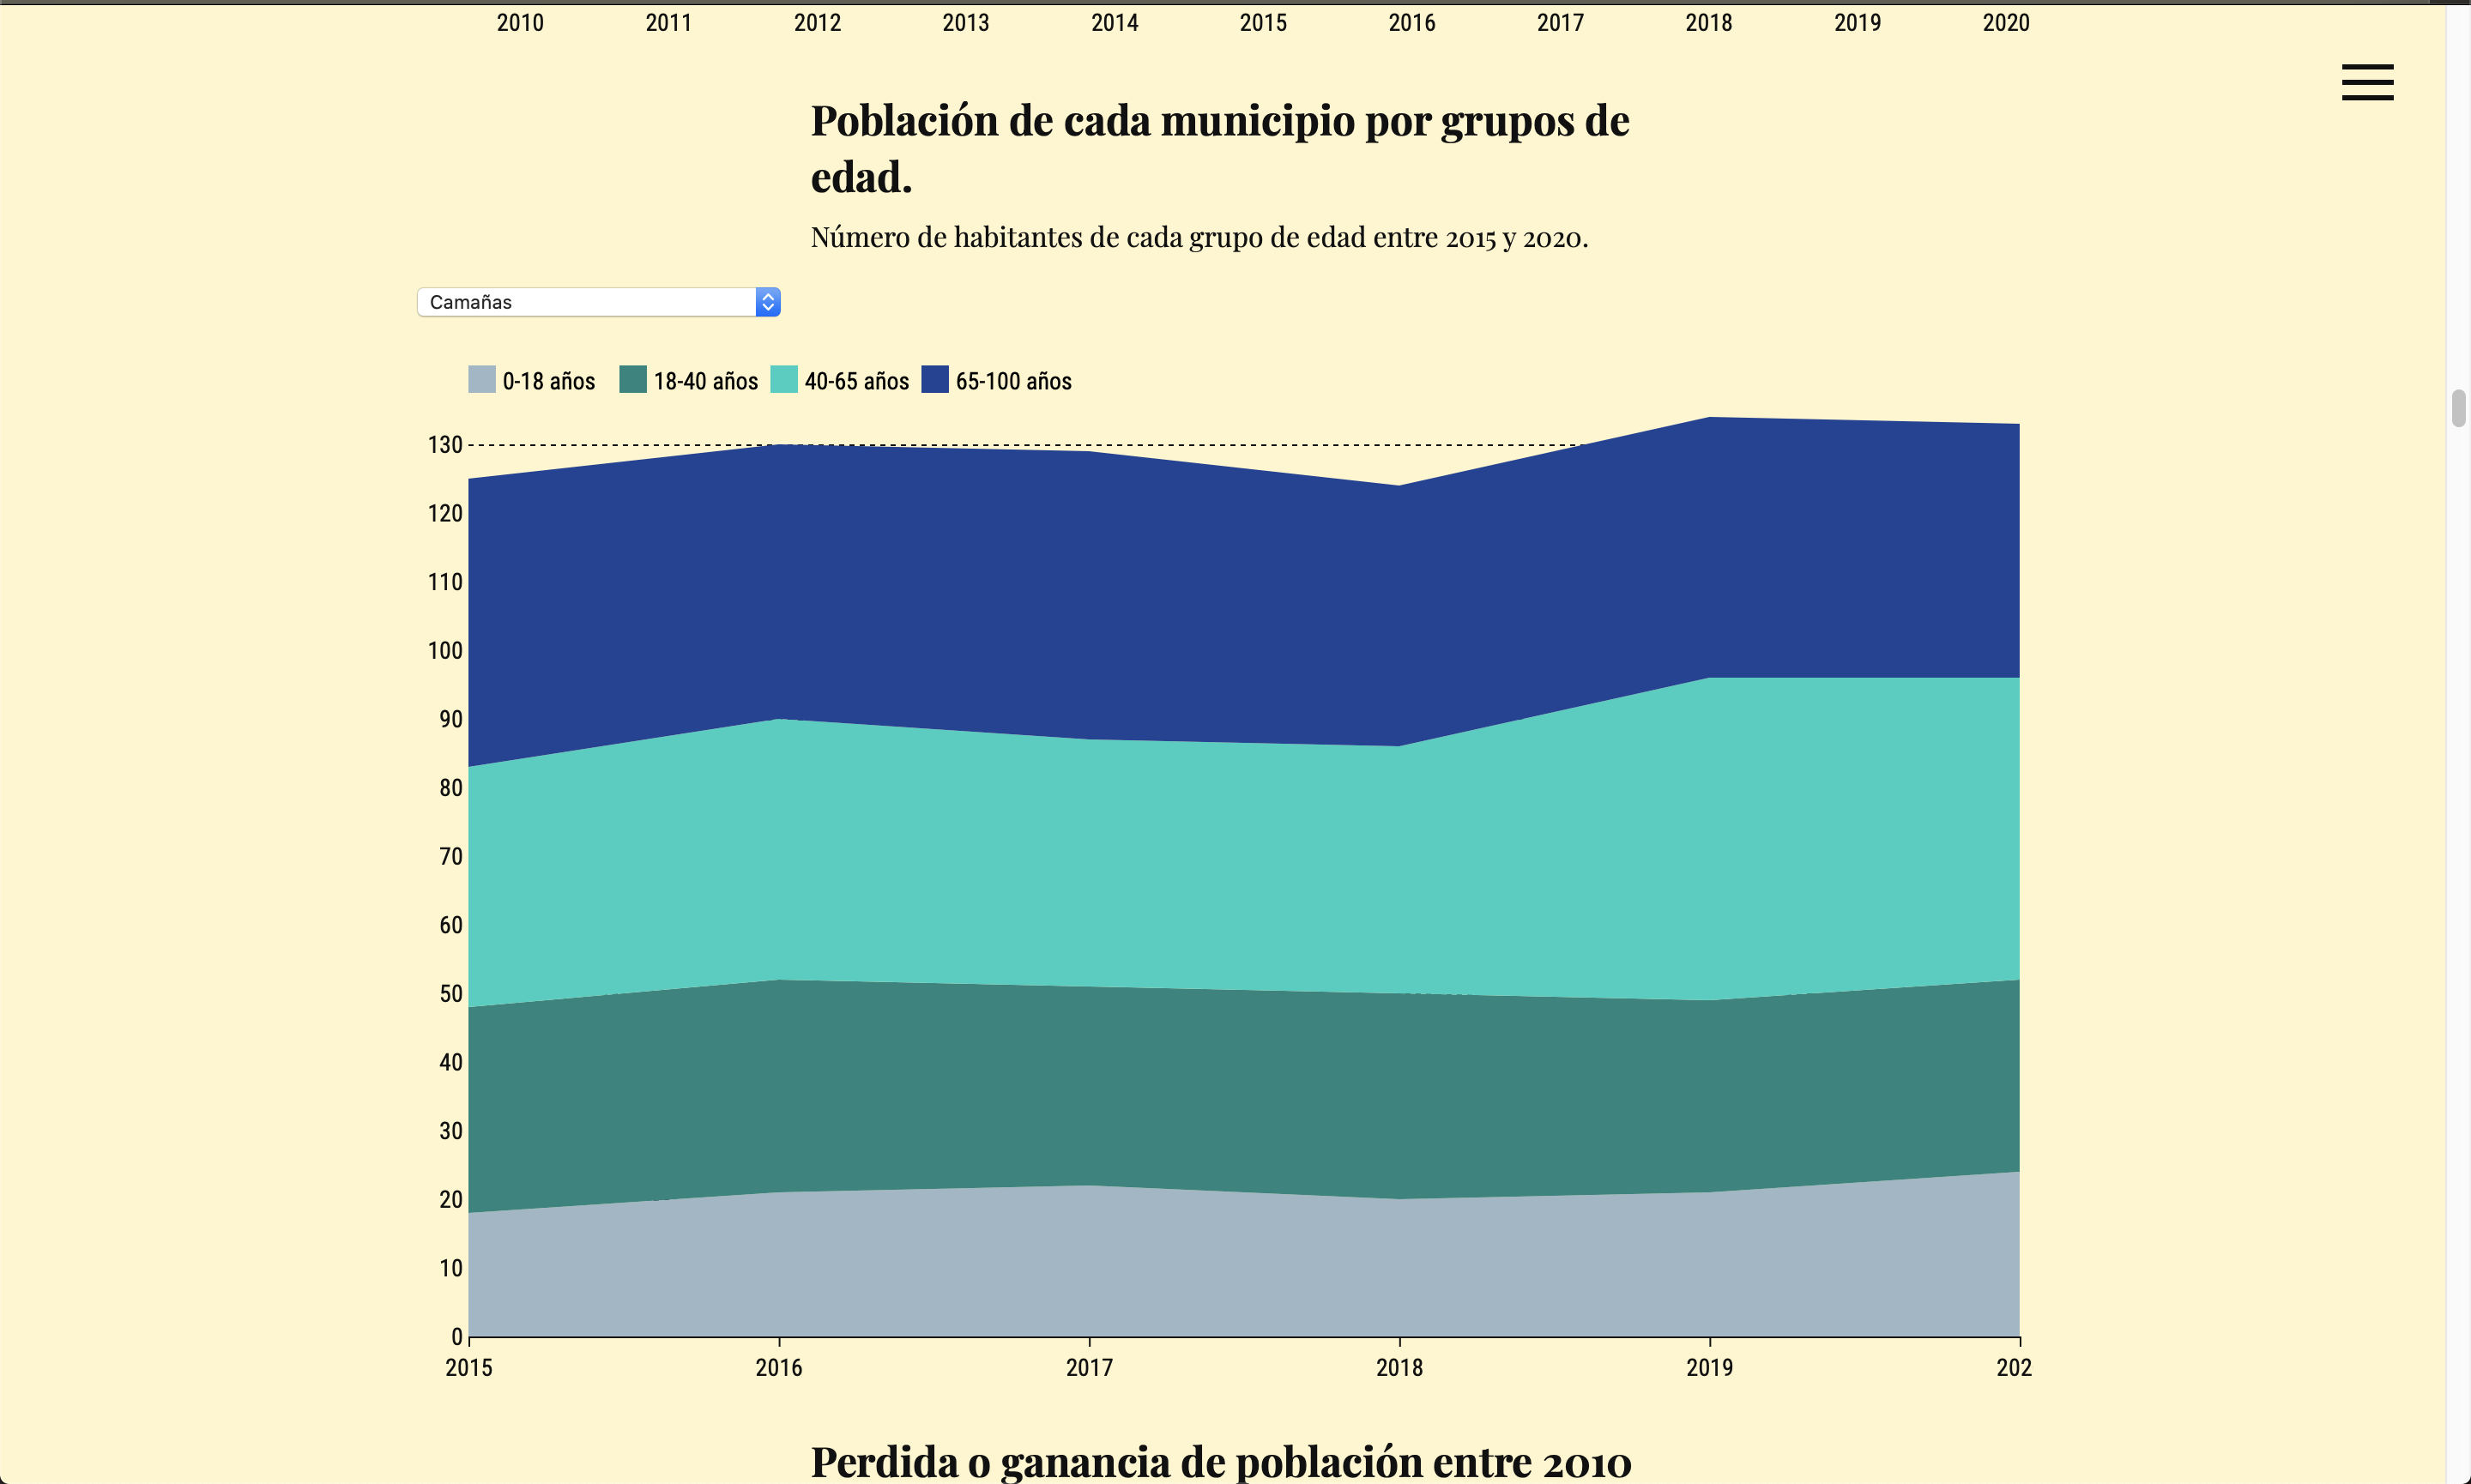 2010 2011 2012 2013 2014 2015 2016 2017 2018 2019 2020
Población de cada municipio por grupos de
edad.
Número de habitantes de cada grupo de edad entre 2015 y 2020.
Camañas
0-18 años 18-40 años 40-65 años 65-100 años
130
120
110
100
90
80
70
60
50
40
30
20
10
0
2015 2016 2017 2018 2019 202
Perdida o ganancia de población entre 2010